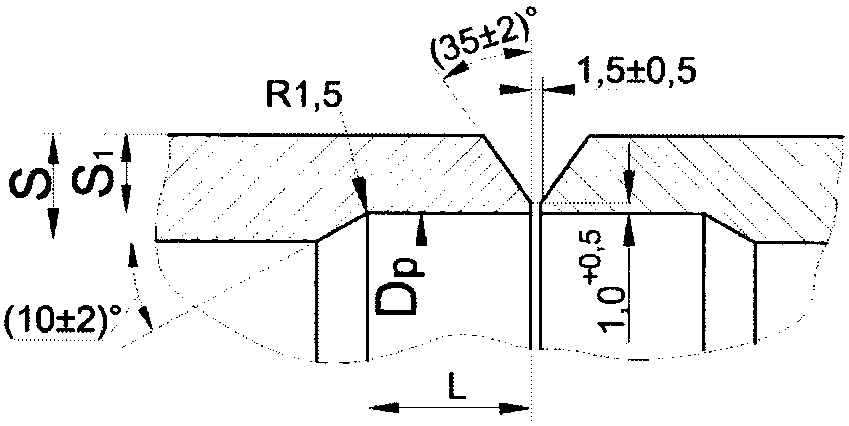 (35±2)°
1,5±0,5
R1,5
S
S1
(10±2)°
Dp
1,0+0,5
L